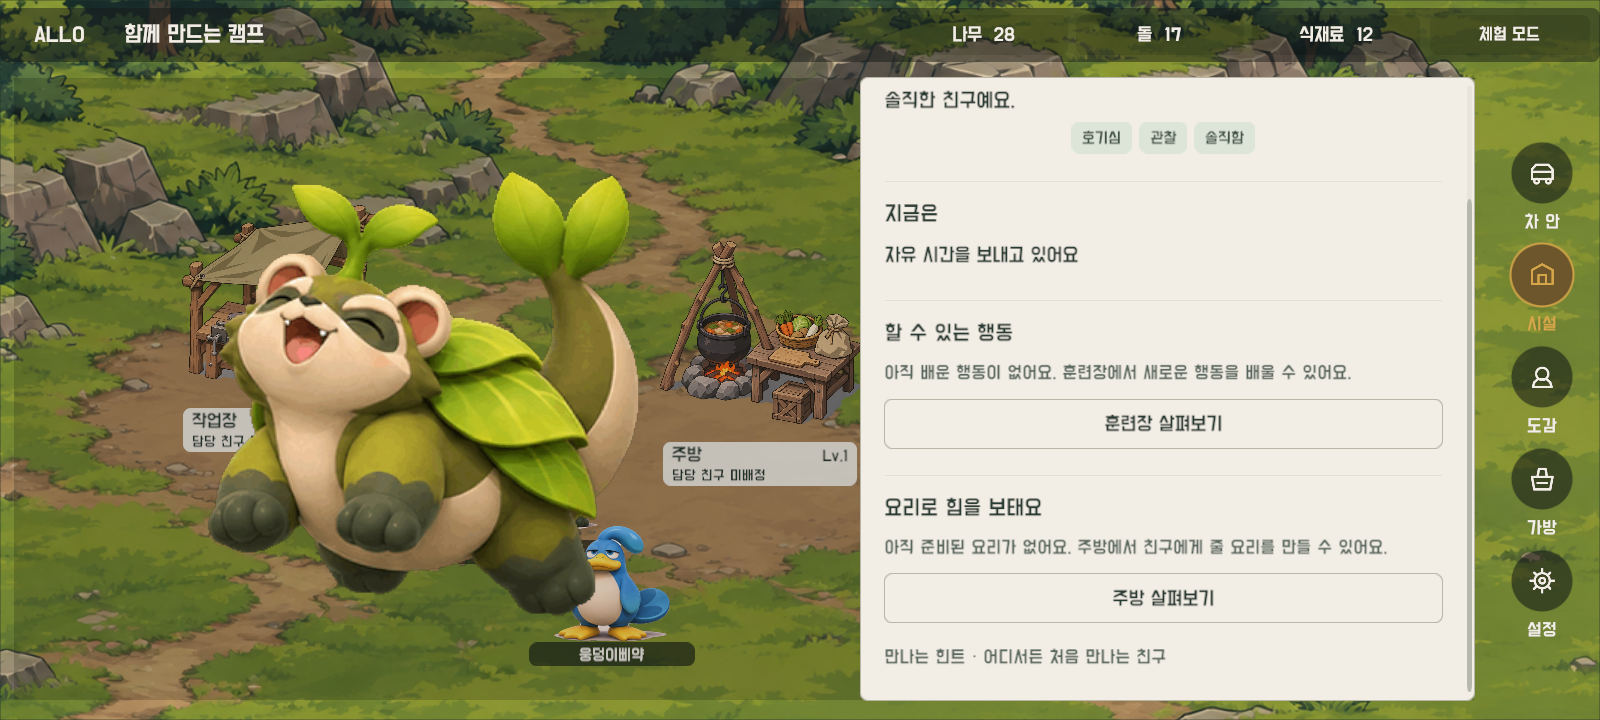 ALLO 함께 만드는 캠프 나무 28 돌 17 식재료 12 체험 모드
솔직한 친구예요.
호기심 관찰 솔직함
지금은
자유 시간을 보내고 있어요
할 수 있는 행동
아직 배운 행동이 없어요. 훈련장에서 새로운 행동을 배울 수 있어요.
훈련장 살펴보기
요리로 힘을 보태요
아직 준비된 요리가 없어요. 주방에서 친구에게 줄 요리를 만들 수 있어요.
주방 살펴보기
만나는 힌트 · 어디서든 처음 만나는 친구
작업장
담당 친구
주방 Lv.1
담당 친구 미배정
웅덩이삐약
차 안
시설
도감
가방
설정